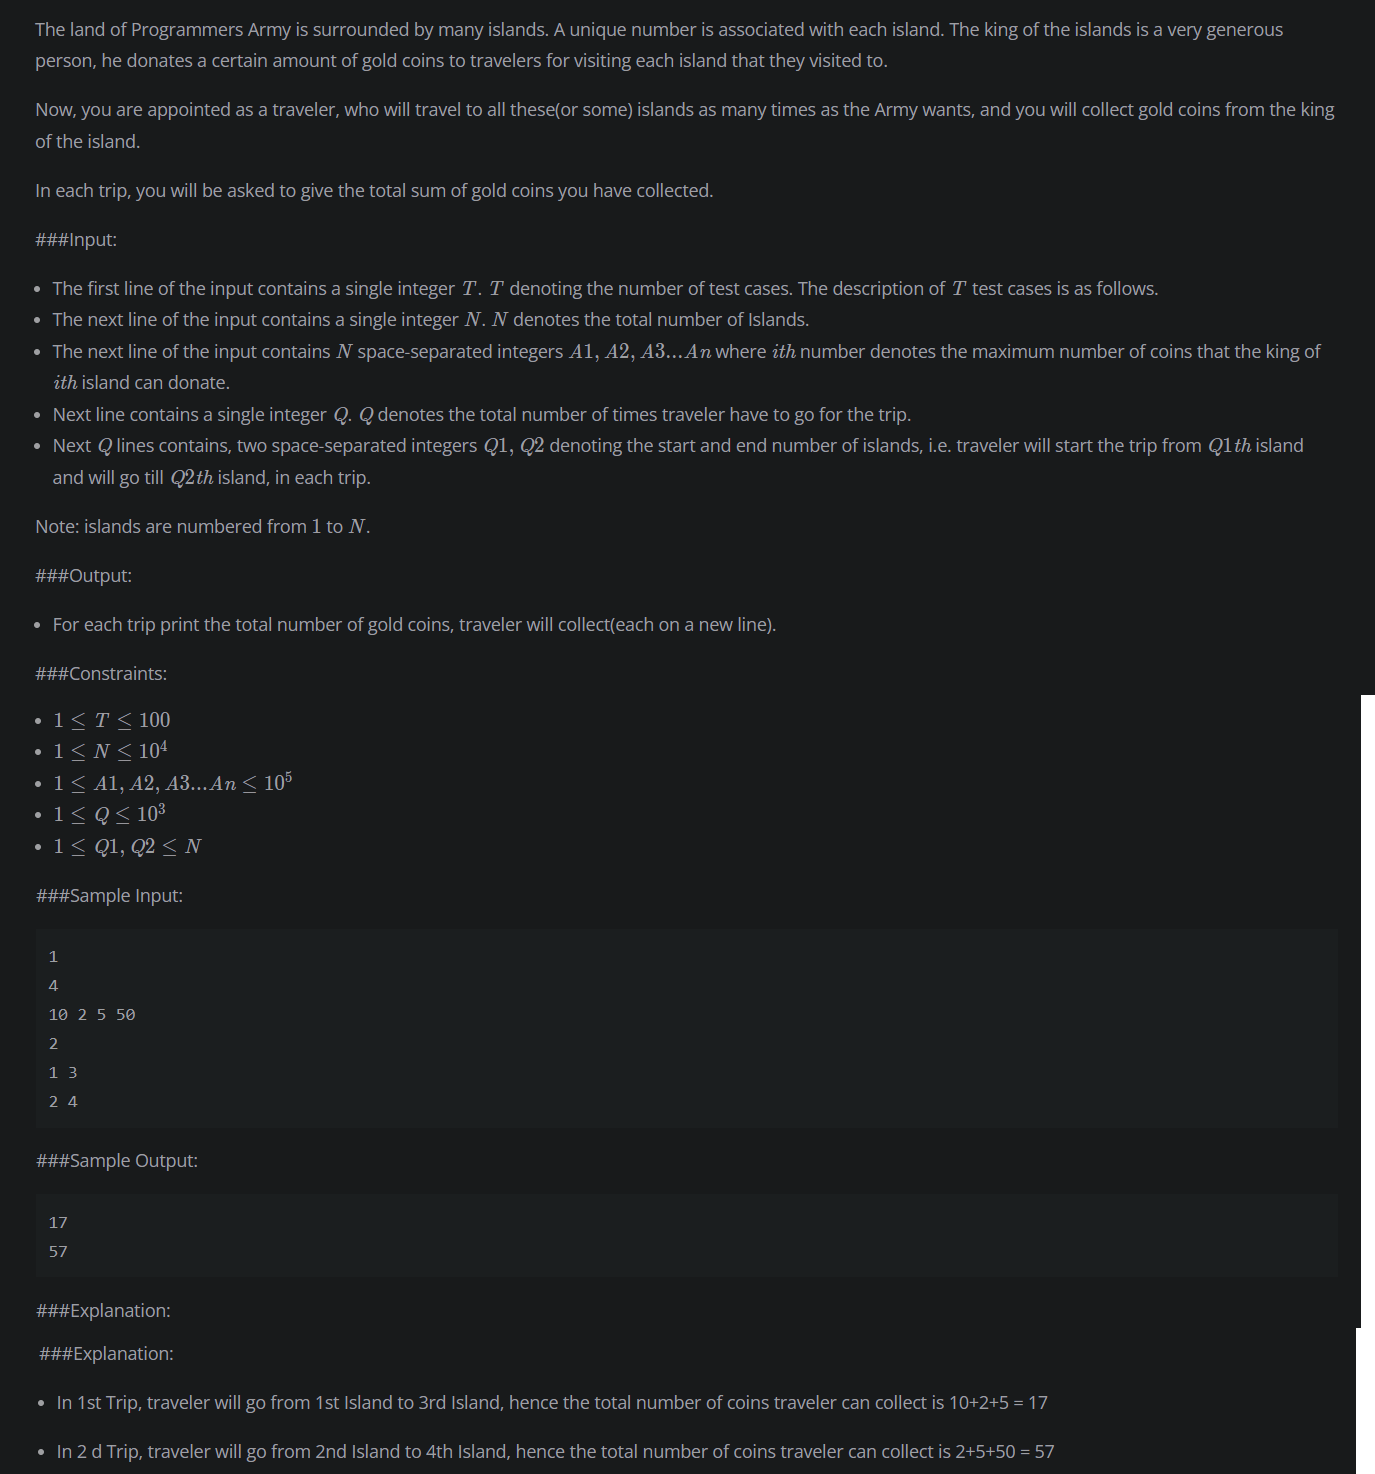 The land of Programmers Army is surrounded by many islands. A unique number is associated with each island. The king of the islands is a very generous
person, he donates a certain amount of gold coins to travelers for visiting each island that they visited to.
Now, you are appointed as a traveler, who will travel to all these(or some) islands as many times as the Army wants, and you will collect gold coins from the king
of the island.
In each trip, you will be asked to give the total sum of gold coins you have collected.
###Input:
• The first line of the input contains a single integer T. T denoting the number of test cases. The description of T test cases is as follows.
• The next line of the input contains a single integer N. N denotes the total number of Islands.
• The next line of the input contains N space-separated integers A1, A2, A3...An where ith number denotes the maximum number of coins that the king of
ith island can donate.
• Next line contains a single integer Q. Q denotes the total number of times traveler have to go for the trip.
• Next Q lines contains, two space-separated integers Q1, Q2 denoting the start and end number of islands, i.e. traveler will start the trip from Q1th island
and will go till Q2th island, in each trip.
Note: islands are numbered from 1 to N.
###Output:
• For each trip print the total number of gold coins, traveler will collect(each on a new line).
###Constraints:
• 1 ≤ T ≤ 100
• 1 ≤ N ≤ 10⁴
• 1 ≤ A1, A2, A3...An ≤ 10⁵
• 1 ≤ Q ≤ 10³
• 1 ≤ Q1, Q2 ≤ N
###Sample Input:
1
4
10 2 5 50
2
1 3
2 4
###Sample Output:
17
57
###Explanation:
###Explanation:
• In 1st Trip, traveler will go from 1st Island to 3rd Island, hence the total number of coins traveler can collect is 10+2+5 = 17
• In 2 d Trip, traveler will go from 2nd Island to 4th Island, hence the total number of coins traveler can collect is 2+5+50 = 57